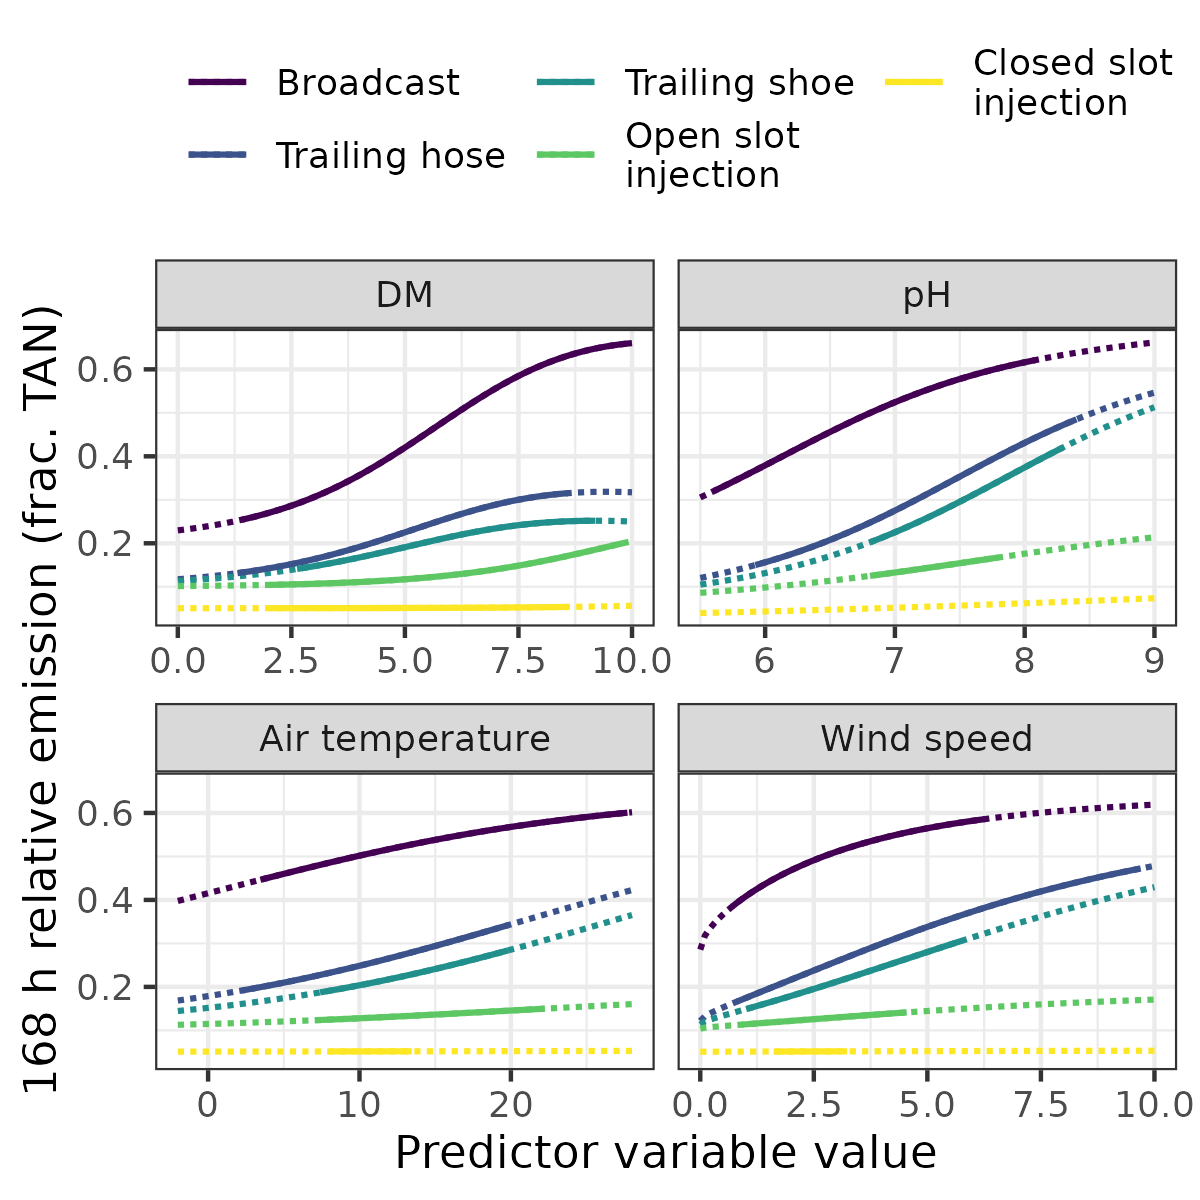 Broadcast
Trailing hose
Trailing shoe
Open slot
injection
Closed slot
injection
168 h relative emission (frac. TAN)
DM
pH
0.6
0.4
0.2
0.0 2.5 5.0 7.5 10.0
6 7 8 9
Air temperature
Wind speed
0.6
0.4
0.2
0 10 20
0.0 2.5 5.0 7.5 10.0
Predictor variable value